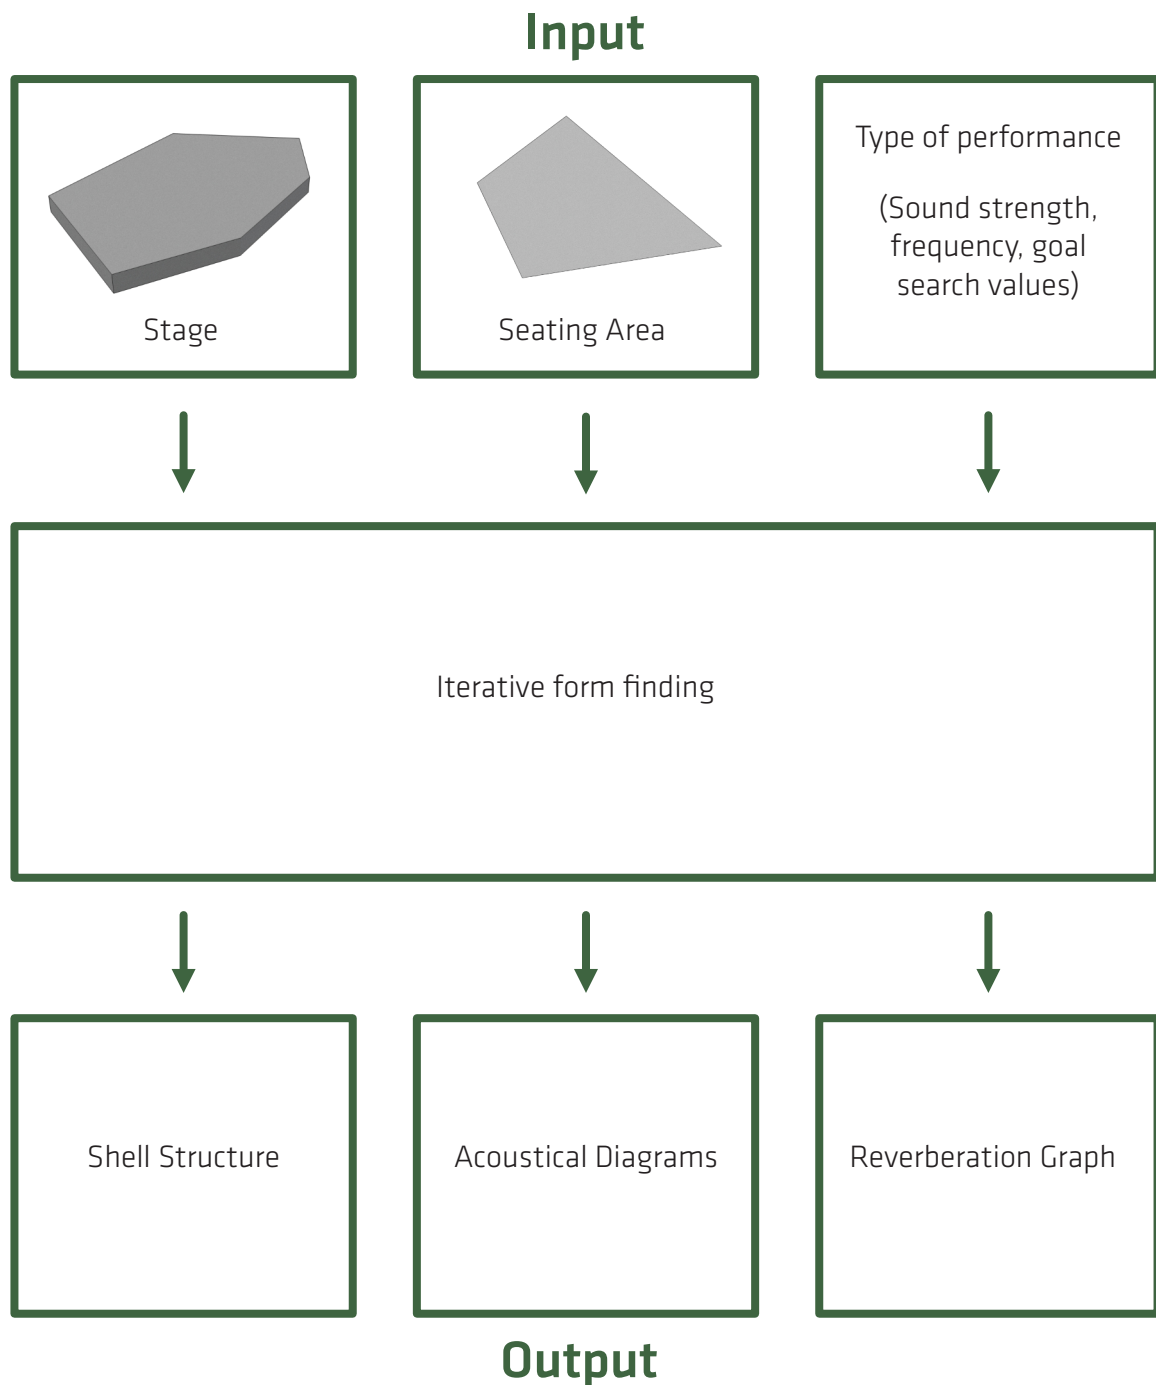 Input
Stage
Seating Area
Type of performance
(Sound strength,
frequency, goal
search values)
Iterative form finding
Shell Structure
Acoustical Diagrams
Reverberation Graph
Output